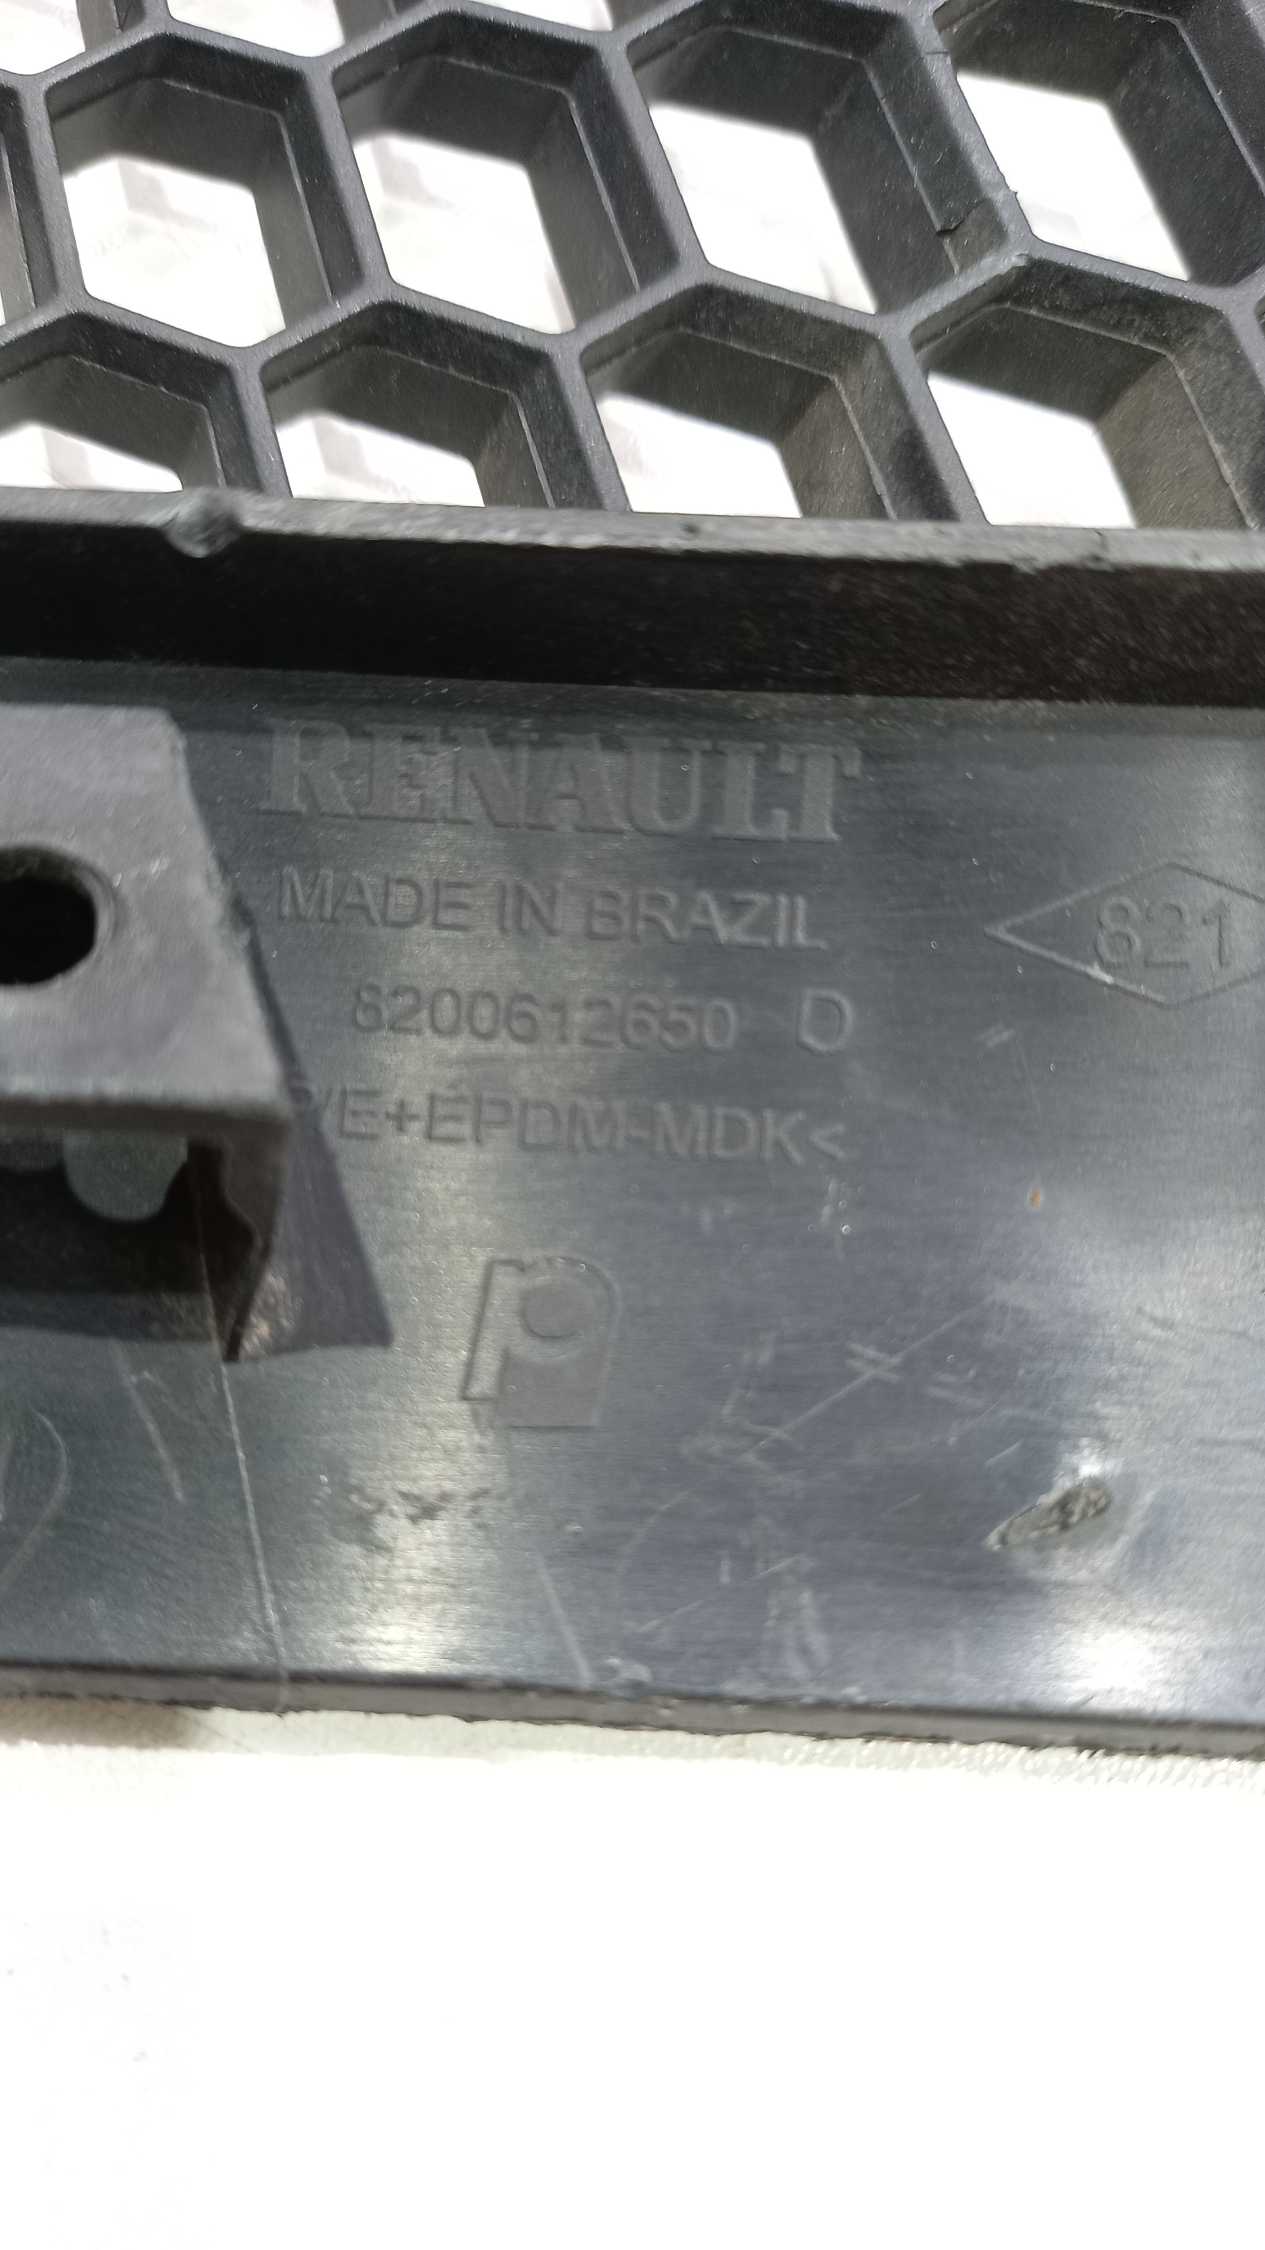 RENAULT
MADE IN BRAZIL
821
8200612650 D
P/E+EPDM-MDK<